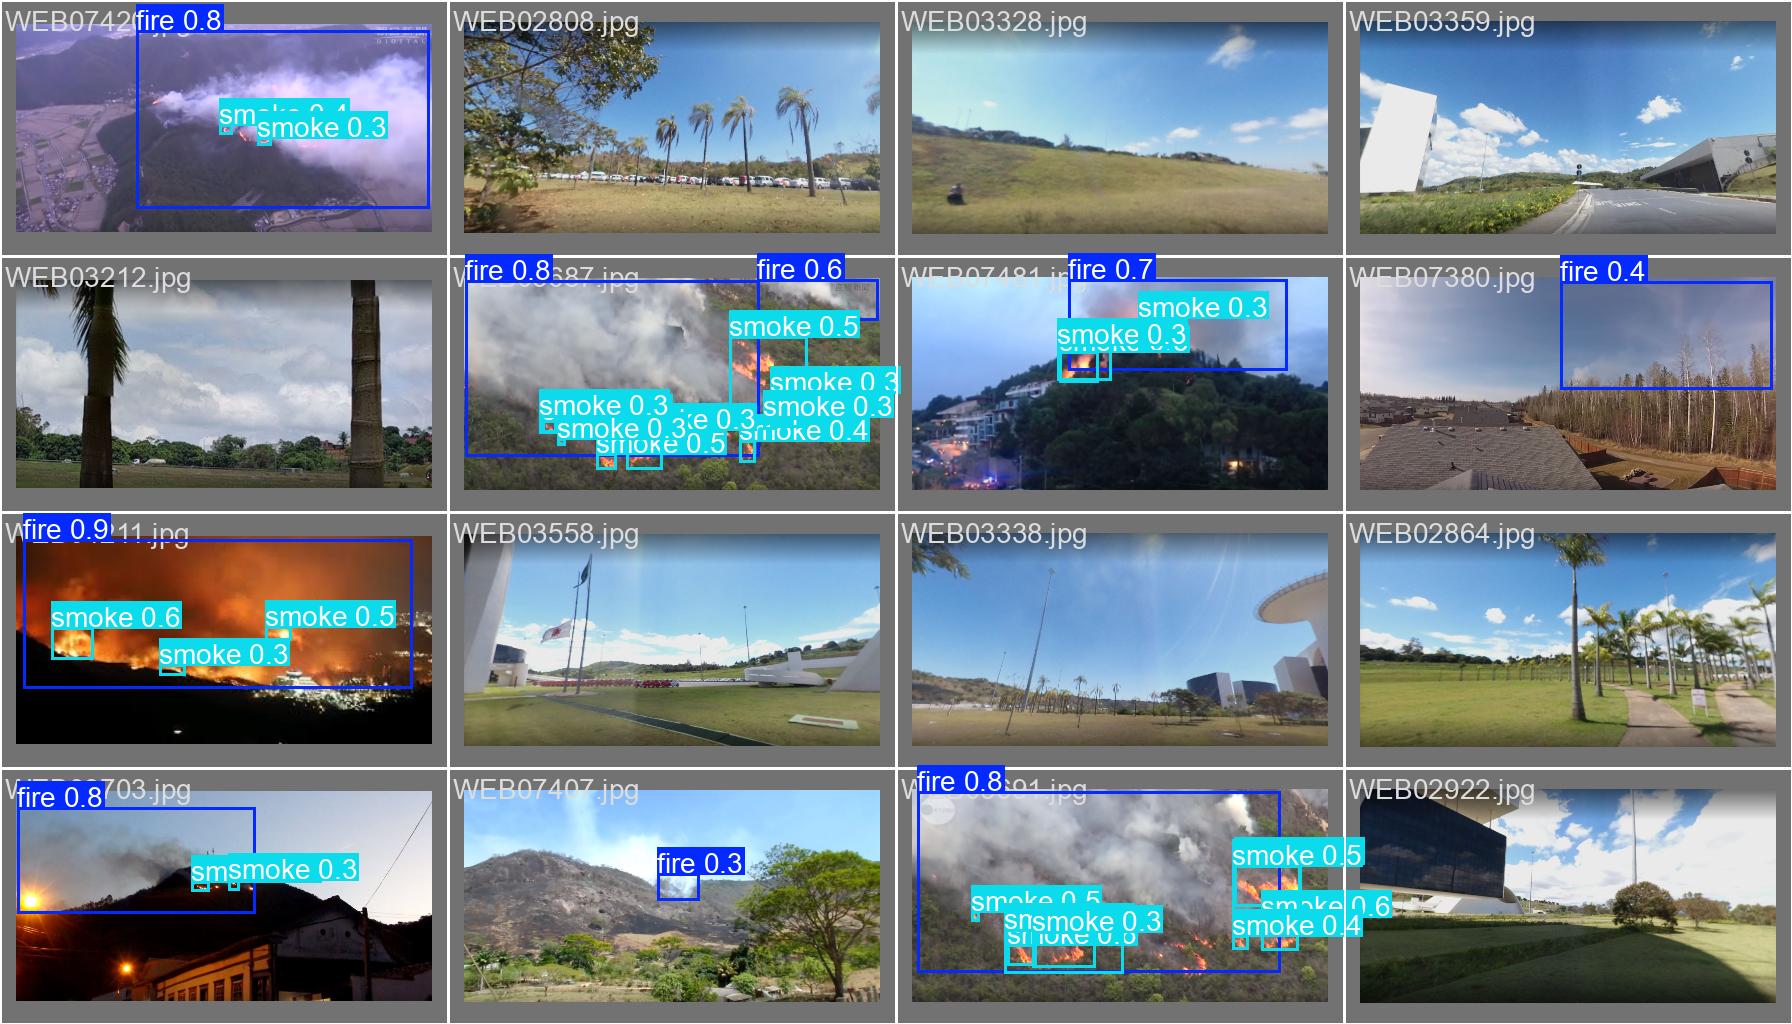 fire 0.8
WEB02808.jpg
WEB03328.jpg
WEB03359.jpg
DIGITAL
smoke 0.3
WEB03212.jpg
fire 0.8
fire 0.6
smoke 0.5
smoke 0.3
smoke 0.3
smoke 0.3
smoke 0.3
smoke 0.4
smoke 0.5
WEB07481.jpg
fire 0.7
smoke 0.3
smoke 0.3
WEB07380.jpg
fire 0.4
fire 0.9
smoke 0.6
smoke 0.5
smoke 0.3
WEB03558.jpg
WEB03338.jpg
WEB02864.jpg
fire 0.8
smoke 0.3
WEB07407.jpg
fire 0.3
fire 0.8
smoke 0.5
smoke 0.5
smoke 0.6
smoke 0.3
smoke 0.4
WEB02922.jpg